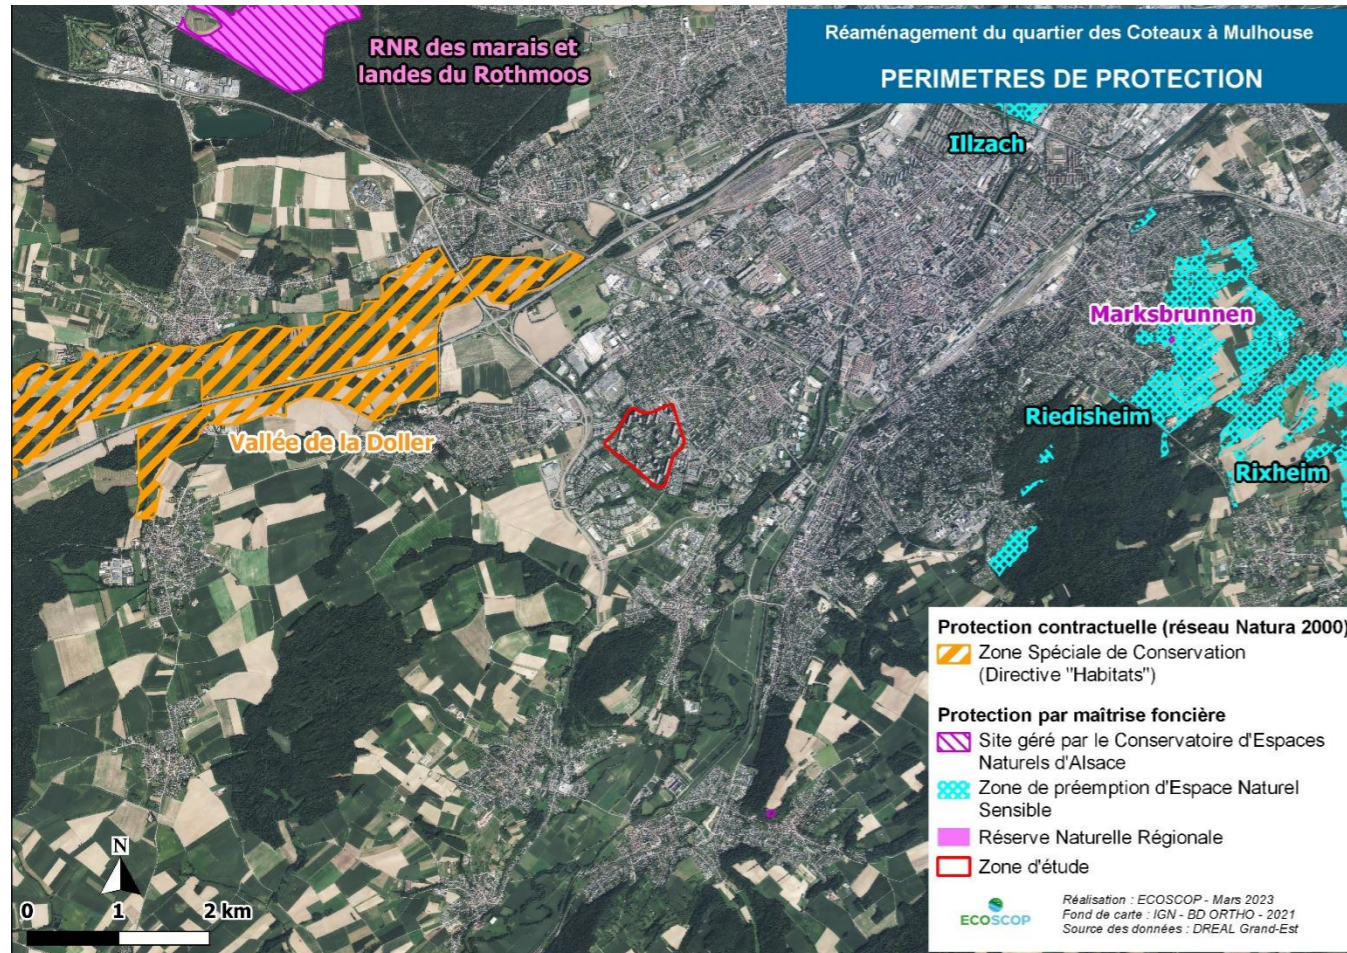 Réaménagement du quartier des Coteaux à Mulhouse
PERIMETRES DE PROTECTION
RNR des marais et
landes du Rothmoos
Illzach
Marksbrunnen
Riedisheim
Rixheim
Vallée de la Doller
Protection contractuelle (réseau Natura 2000)
Zone Spéciale de Conservation
(Directive "Habitats")
Protection par maîtrise foncière
Site géré par le Conservatoire d'Espaces
Naturels d'Alsace
Zone de préemption d'Espace Naturel
Sensible
Réserve Naturelle Régionale
Zone d'étude
N
0 1 2 km
ECOSCOP
Réalisation : ECOSCOP - Mars 2023
Fond de carte : IGN - BD ORTHO - 2021
Source des données : DREAL Grand-Est